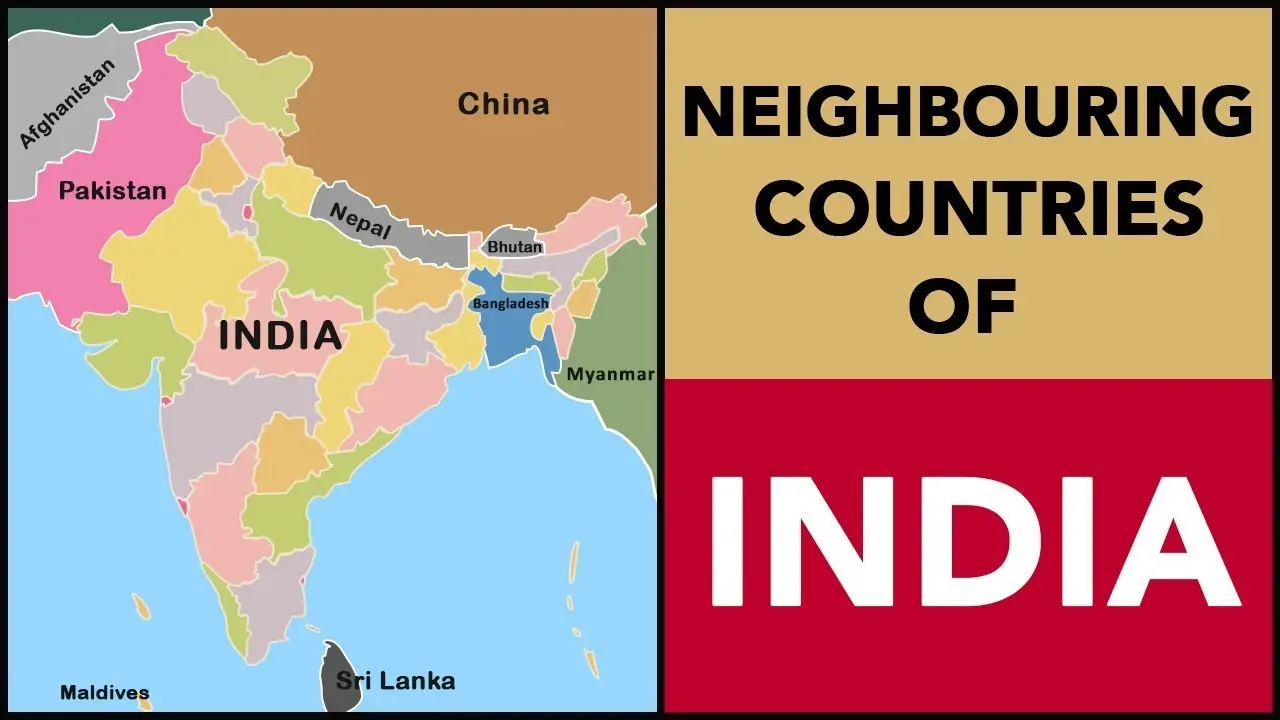 Afghanistan
China
Pakistan
Nepal
Bhutan
Bangladesh
INDIA
Myanmar
Sri Lanka
Maldives
NEIGHBOURING
COUNTRIES
OF
INDIA